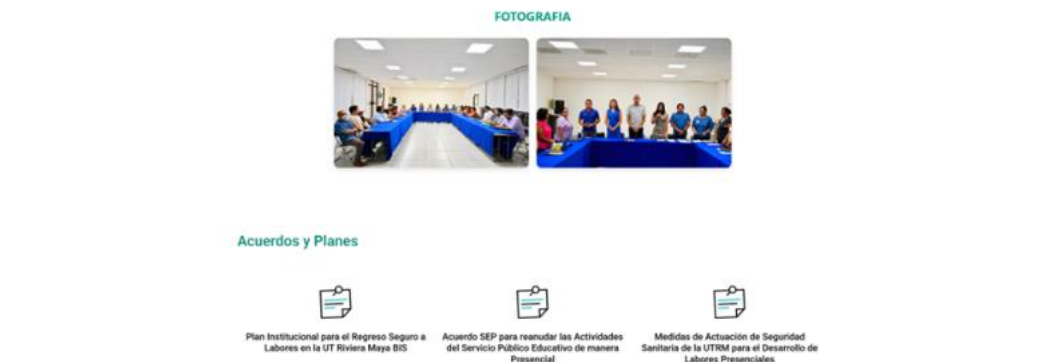 FOTOGRAFIA
Acuerdos y Planes
Plan Institucional para el Regreso Seguro a
Labores en la UT Riviera Maya BIS
Acuerdo SEP para reanudar las Actividades
del Servicio Público Educativo de manera
Presencial
Medidas de Actuación de Seguridad
Sanitaria de la UTRM para el Desarrollo de
Labores Presenciales